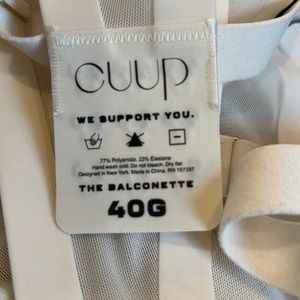 CUUP
WE SUPPORT YOU.
77% Polyamide, 23% Elastane
Hand wash cold. Do not bleach. Dry flat.
Designed in New York. Made in China. RN 157397
THE BALCONETTE
40G